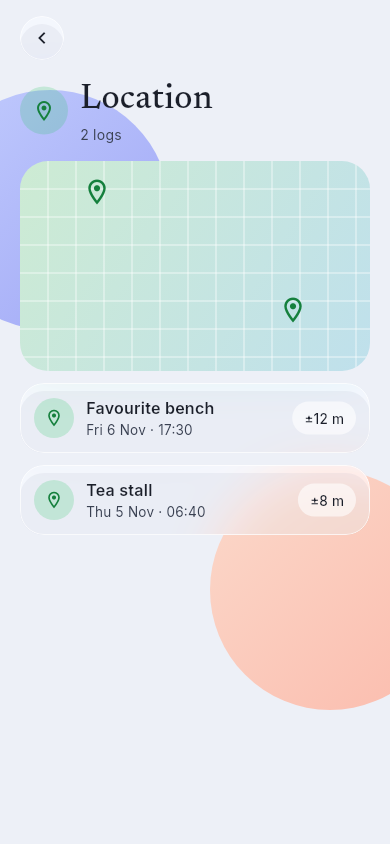 Location
2 logs
Favourite bench
Fri 6 Nov · 17:30
±12 m
Tea stall
Thu 5 Nov · 06:40
±8 m